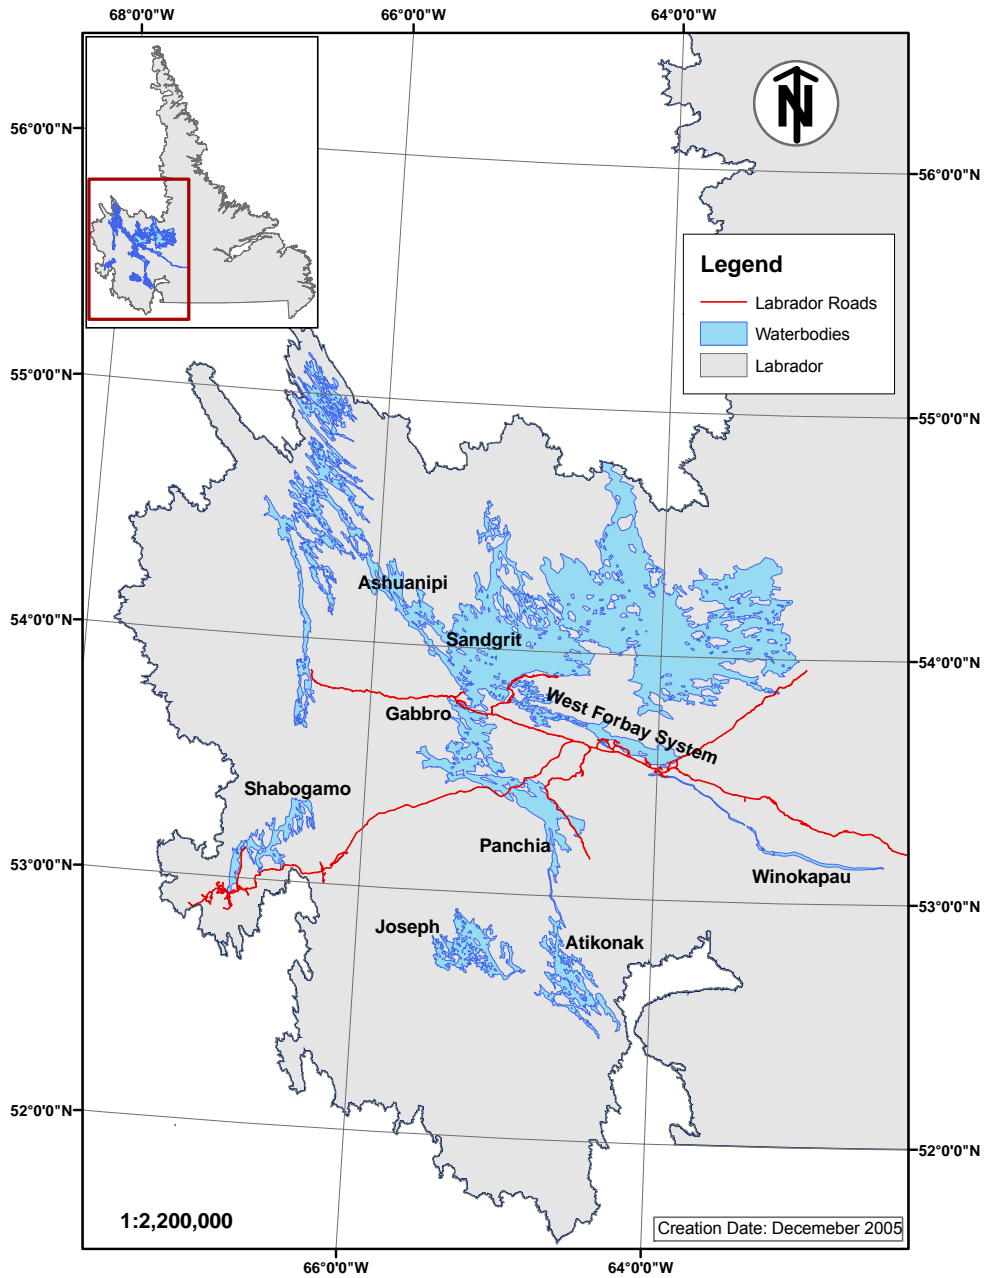 68°0'0"W 66°0'0"W 64°0'0"W
56°0'0"N
N
56°0'0"N
Legend
Labrador Roads
Waterbodies
Labrador
55°0'0"N
55°0'0"N
Ashuanipi
54°0'0"N
Sandgrit
54°0'0"N
West Forbay System
Gabbro
Shabogamo
Panchia
53°0'0"N
Winokapau
53°0'0"N
Joseph
Atikonak
52°0'0"N
52°0'0"N
1:2,200,000
Creation Date: Decemeber 2005
66°0'0"W 64°0'0"W